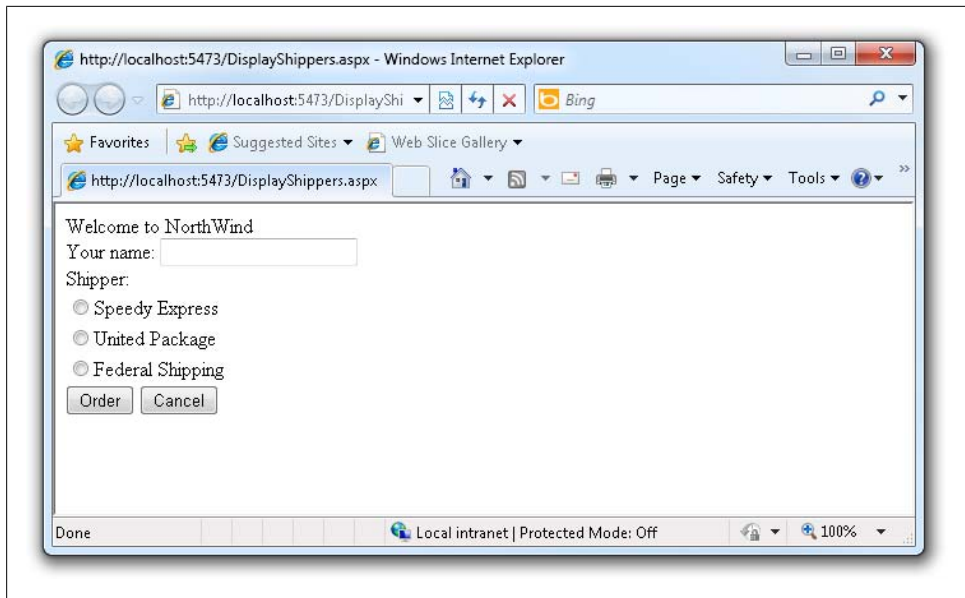 http://localhost:5473/DisplayShippers.aspx - Windows Internet Explorer
http://localhost:5473/DisplayShi
Bing
Favorites Suggested Sites Web Slice Gallery
http://localhost:5473/DisplayShippers.aspx Page Safety Tools »
Welcome to NorthWind
Your name:
Shipper:
Speedy Express
United Package
Federal Shipping
Order Cancel
Done Local intranet | Protected Mode: Off 100%